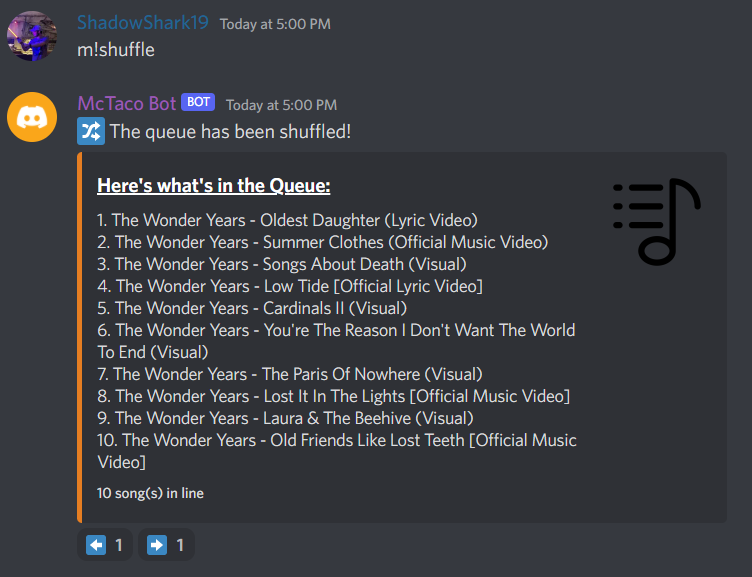 ShadowShark19 Today at 5:00 PM
m!shuffle
McTaco Bot BOT Today at 5:00 PM
The queue has been shuffled!
Here's what's in the Queue:
1. The Wonder Years - Oldest Daughter (Lyric Video)
2. The Wonder Years - Summer Clothes (Official Music Video)
3. The Wonder Years - Songs About Death (Visual)
4. The Wonder Years - Low Tide [Official Lyric Video]
5. The Wonder Years - Cardinals II (Visual)
6. The Wonder Years - You're The Reason I Don't Want The World
To End (Visual)
7. The Wonder Years - The Paris Of Nowhere (Visual)
8. The Wonder Years - Lost It In The Lights [Official Music Video]
9. The Wonder Years - Laura & The Beehive (Visual)
10. The Wonder Years - Old Friends Like Lost Teeth [Official Music
Video]
10 song(s) in line
1 1